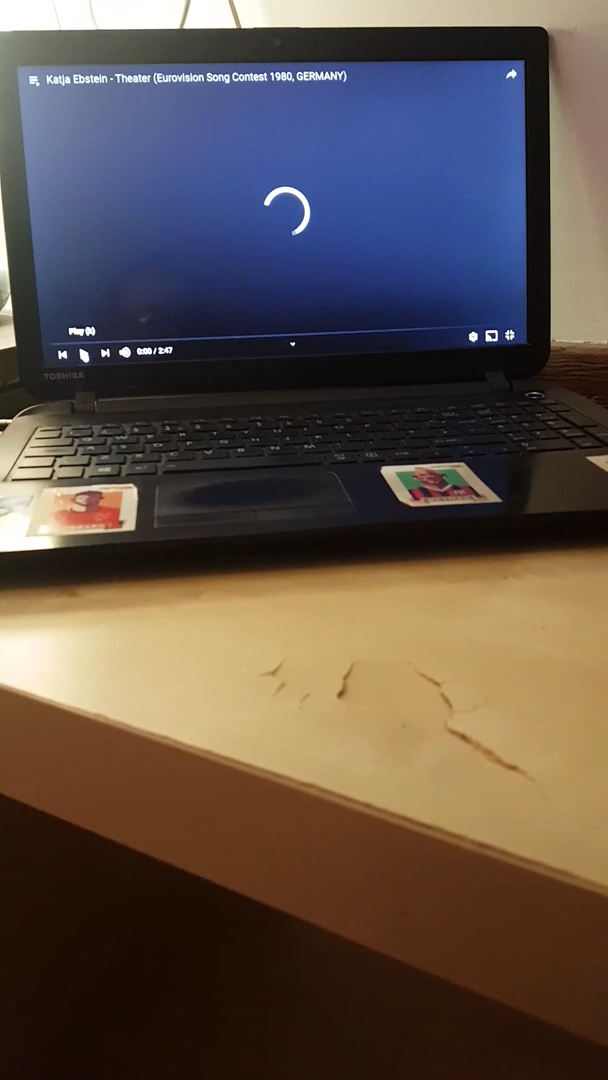 Katja Ebstein - Theater (Eurovision Song Contest 1980, GERMANY)
Play (k)
0:00 / 2:47
TOSHIBA